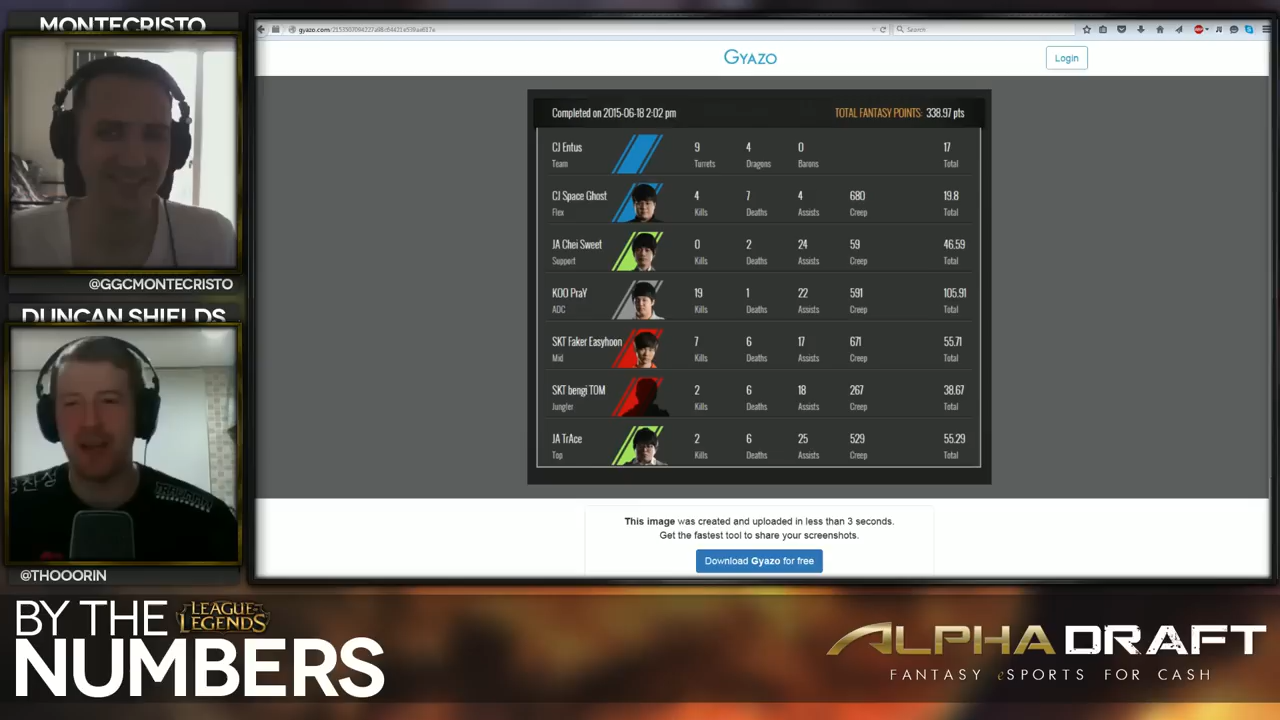 MONTECRISTO
@GGCMONTECRISTO
DUNCAN SHIELDS
@THOOORIN
Search
GYAZO
Login
Completed on 2015-06-18 2:02 pm
TOTAL FANTASY POINTS: 338.97 pts
CJ Entus 9 4 0 17
Team Turrets Dragons Barons Total
CJ Space Ghost 4 7 4 680 19.8
Flex Kills Deaths Assists Creep Total
JA Chei Sweet 0 2 24 59 46.59
Support Kills Deaths Assists Creep Total
KOO PraY 19 1 22 591 105.91
ADC Kills Deaths Assists Creep Total
SKT Faker Easyhoon 7 6 17 671 55.71
Mid Kills Deaths Assists Creep Total
SKT bengi TOM 2 6 18 267 38.67
Jungler Kills Deaths Assists Creep Total
JA TrAce 2 6 25 529 55.29
Top Kills Deaths Assists Creep Total
This image was created and uploaded in less than 3 seconds.
Get the fastest tool to share your screenshots.
Download Gyazo for free
BY THE
LEAGUE OF
LEGENDS
NUMBERS
ALPHADRAFT
FANTASY eSPORTS FOR CASH